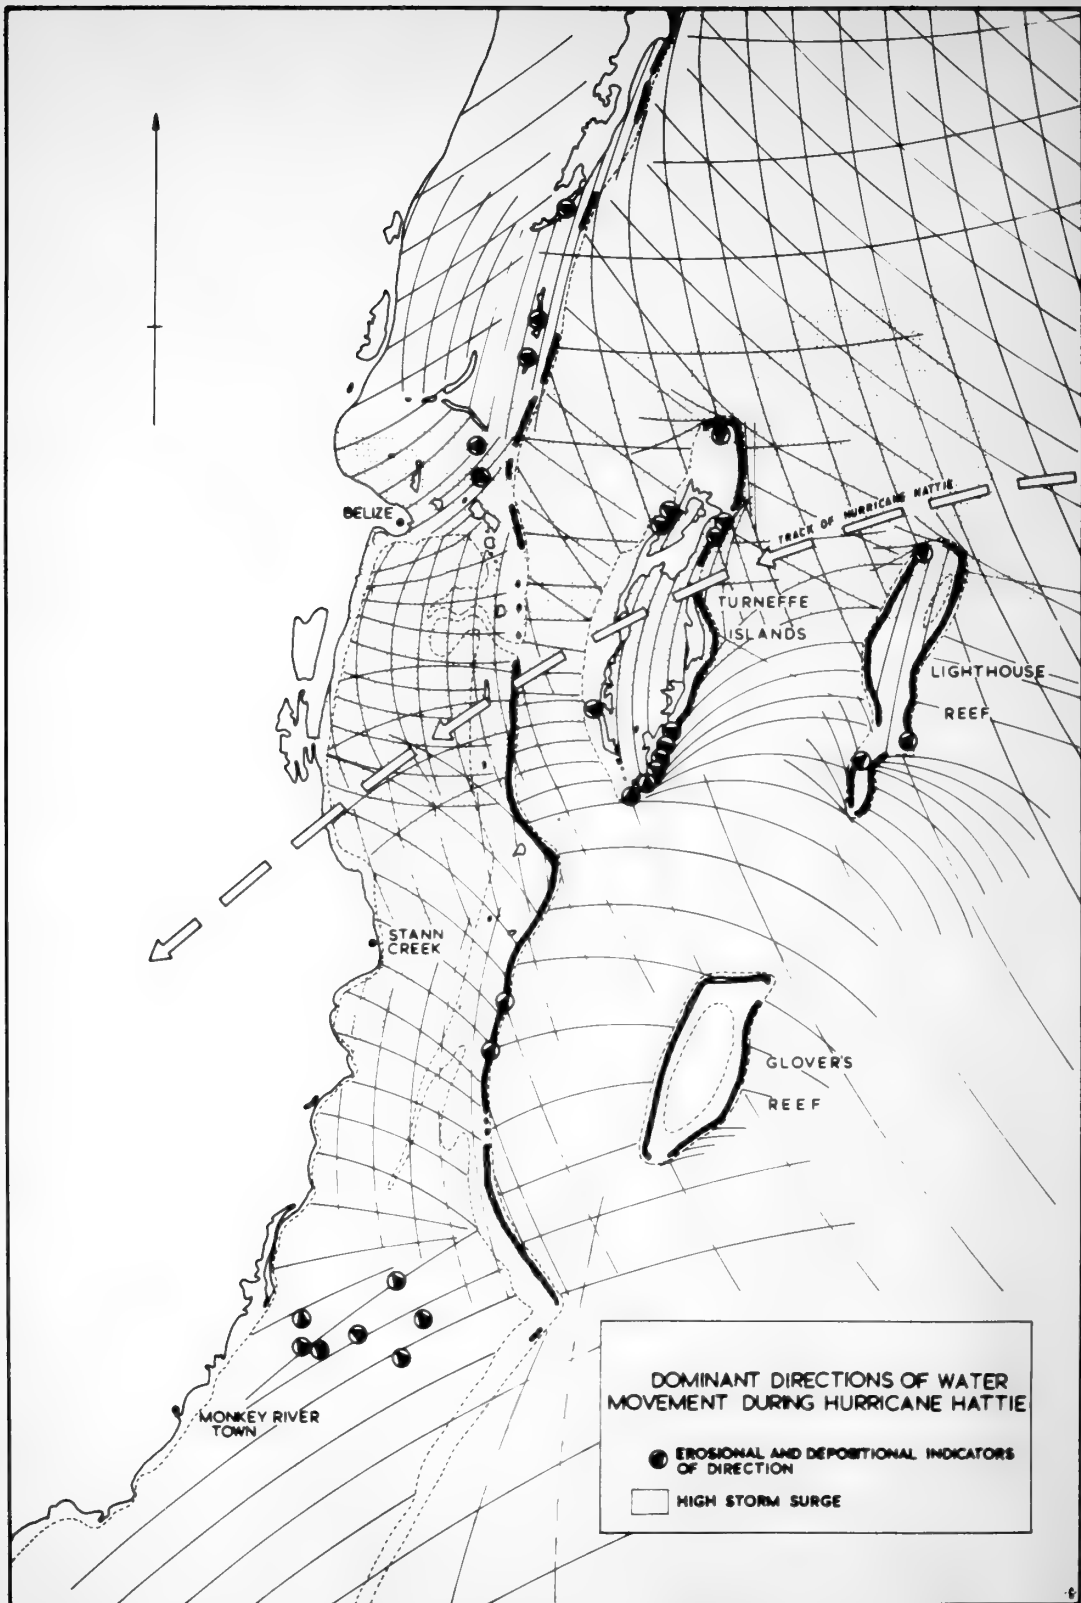 BELIZE
TRACK OF HURRICANE HATTIE
TURNEFFE
ISLANDS
LIGHTHOUSE
REEF
STANN
CREEK
GLOVER'S
REEF
MONKEY RIVER
TOWN
DOMINANT DIRECTIONS OF WATER
MOVEMENT DURING HURRICANE HATTIE
EROSIONAL AND DEPOSITIONAL INDICATORS
OF DIRECTION
HIGH STORM SURGE